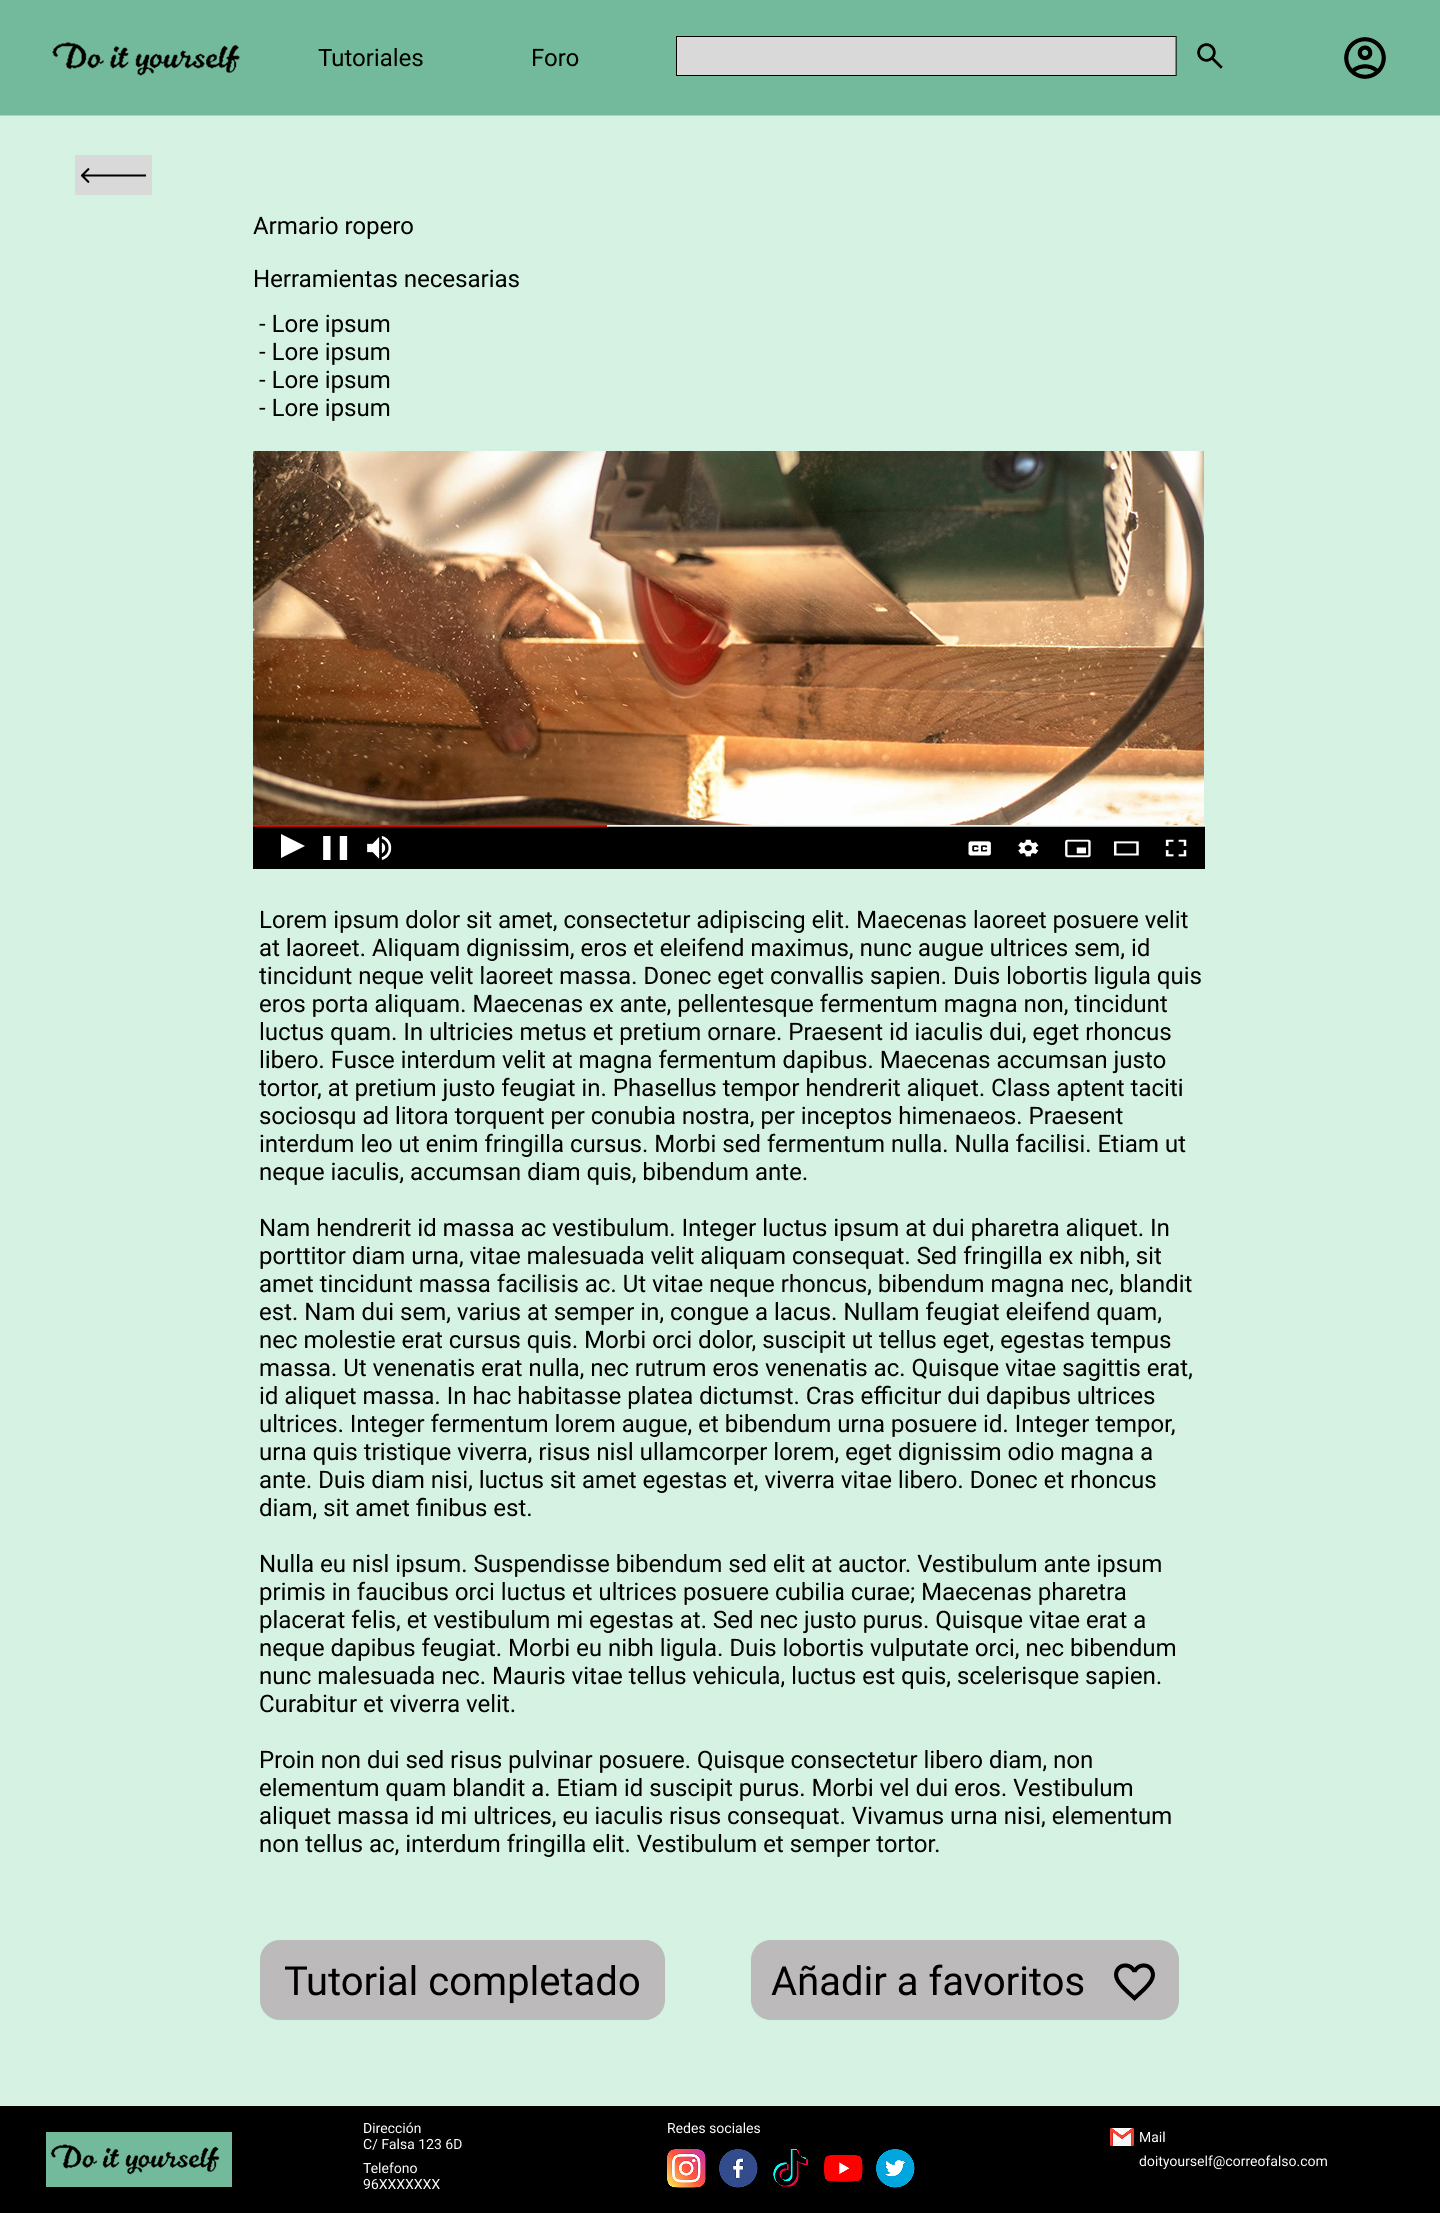 Do it yourself
Tutoriales
Foro
Armario ropero
Herramientas necesarias
- Lore ipsum
- Lore ipsum
- Lore ipsum
- Lore ipsum
CC
Lorem ipsum dolor sit amet, consectetur adipiscing elit. Maecenas laoreet posuere velit
at laoreet. Aliquam dignissim, eros et eleifend maximus, nunc augue ultrices sem, id
tincidunt neque velit laoreet massa. Donec eget convallis sapien. Duis lobortis ligula quis
eros porta aliquam. Maecenas ex ante, pellentesque fermentum magna non, tincidunt
luctus quam. In ultricies metus et pretium ornare. Praesent id iaculis dui, eget rhoncus
libero. Fusce interdum velit at magna fermentum dapibus. Maecenas accumsan justo
tortor, at pretium justo feugiat in. Phasellus tempor hendrerit aliquet. Class aptent taciti
sociosqu ad litora torquent per conubia nostra, per inceptos himenaeos. Praesent
interdum leo ut enim fringilla cursus. Morbi sed fermentum nulla. Nulla facilisi. Etiam ut
neque iaculis, accumsan diam quis, bibendum ante.
Nam hendrerit id massa ac vestibulum. Integer luctus ipsum at dui pharetra aliquet. In
porttitor diam urna, vitae malesuada velit aliquam consequat. Sed fringilla ex nibh, sit
amet tincidunt massa facilisis ac. Ut vitae neque rhoncus, bibendum magna nec, blandit
est. Nam dui sem, varius at semper in, congue a lacus. Nullam feugiat eleifend quam,
nec molestie erat cursus quis. Morbi orci dolor, suscipit ut tellus eget, egestas tempus
massa. Ut venenatis erat nulla, nec rutrum eros venenatis ac. Quisque vitae sagittis erat,
id aliquet massa. In hac habitasse platea dictumst. Cras efficitur dui dapibus ultrices
ultrices. Integer fermentum lorem augue, et bibendum urna posuere id. Integer tempor,
urna quis tristique viverra, risus nisl ullamcorper lorem, eget dignissim odio magna a
ante. Duis diam nisi, luctus sit amet egestas et, viverra vitae libero. Donec et rhoncus
diam, sit amet finibus est.
Nulla eu nisl ipsum. Suspendisse bibendum sed elit at auctor. Vestibulum ante ipsum
primis in faucibus orci luctus et ultrices posuere cubilia curae; Maecenas pharetra
placerat felis, et vestibulum mi egestas at. Sed nec justo purus. Quisque vitae erat a
neque dapibus feugiat. Morbi eu nibh ligula. Duis lobortis vulputate orci, nec bibendum
nunc malesuada nec. Mauris vitae tellus vehicula, luctus est quis, scelerisque sapien.
Curabitur et viverra velit.
Proin non dui sed risus pulvinar posuere. Quisque consectetur libero diam, non
elementum quam blandit a. Etiam id suscipit purus. Morbi vel dui eros. Vestibulum
aliquet massa id mi ultrices, eu iaculis risus consequat. Vivamus urna nisi, elementum
non tellus ac, interdum fringilla elit. Vestibulum et semper tortor.
Tutorial completado
Añadir a favoritos
Do it yourself
Dirección
C/ Falsa 123 6D
Telefono
96XXXXXXX
Redes sociales
Mail
doityourself@correofalso.com